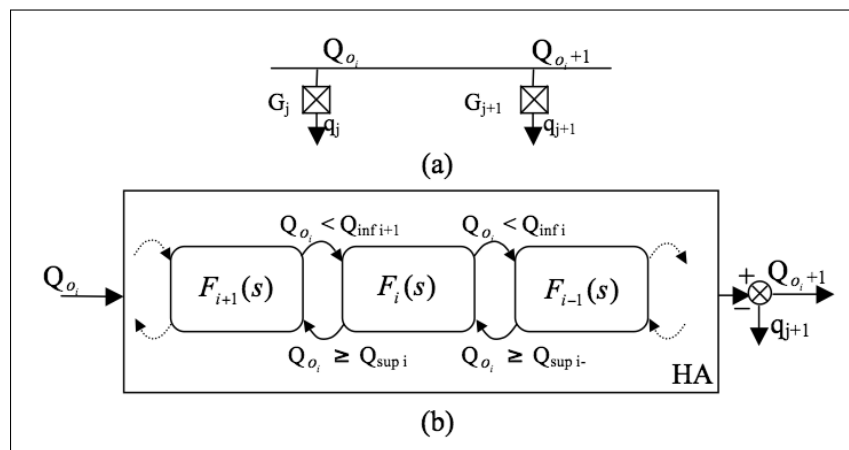 Q_{o_i} Q_{o_i}+1
G_j G_{j+1}
q_j q_{j+1}
(a)
Q_{o_i} < Q_{inf i+1} Q_{o_i} < Q_{inf i}
Q_{o_i} F_{i+1}(s) F_i(s) F_{i-1}(s) + − Q_{o_i}+1
q_{j+1}
Q_{o_i} ≥ Q_{sup i} Q_{o_i} ≥ Q_{sup i-}
HA
(b)